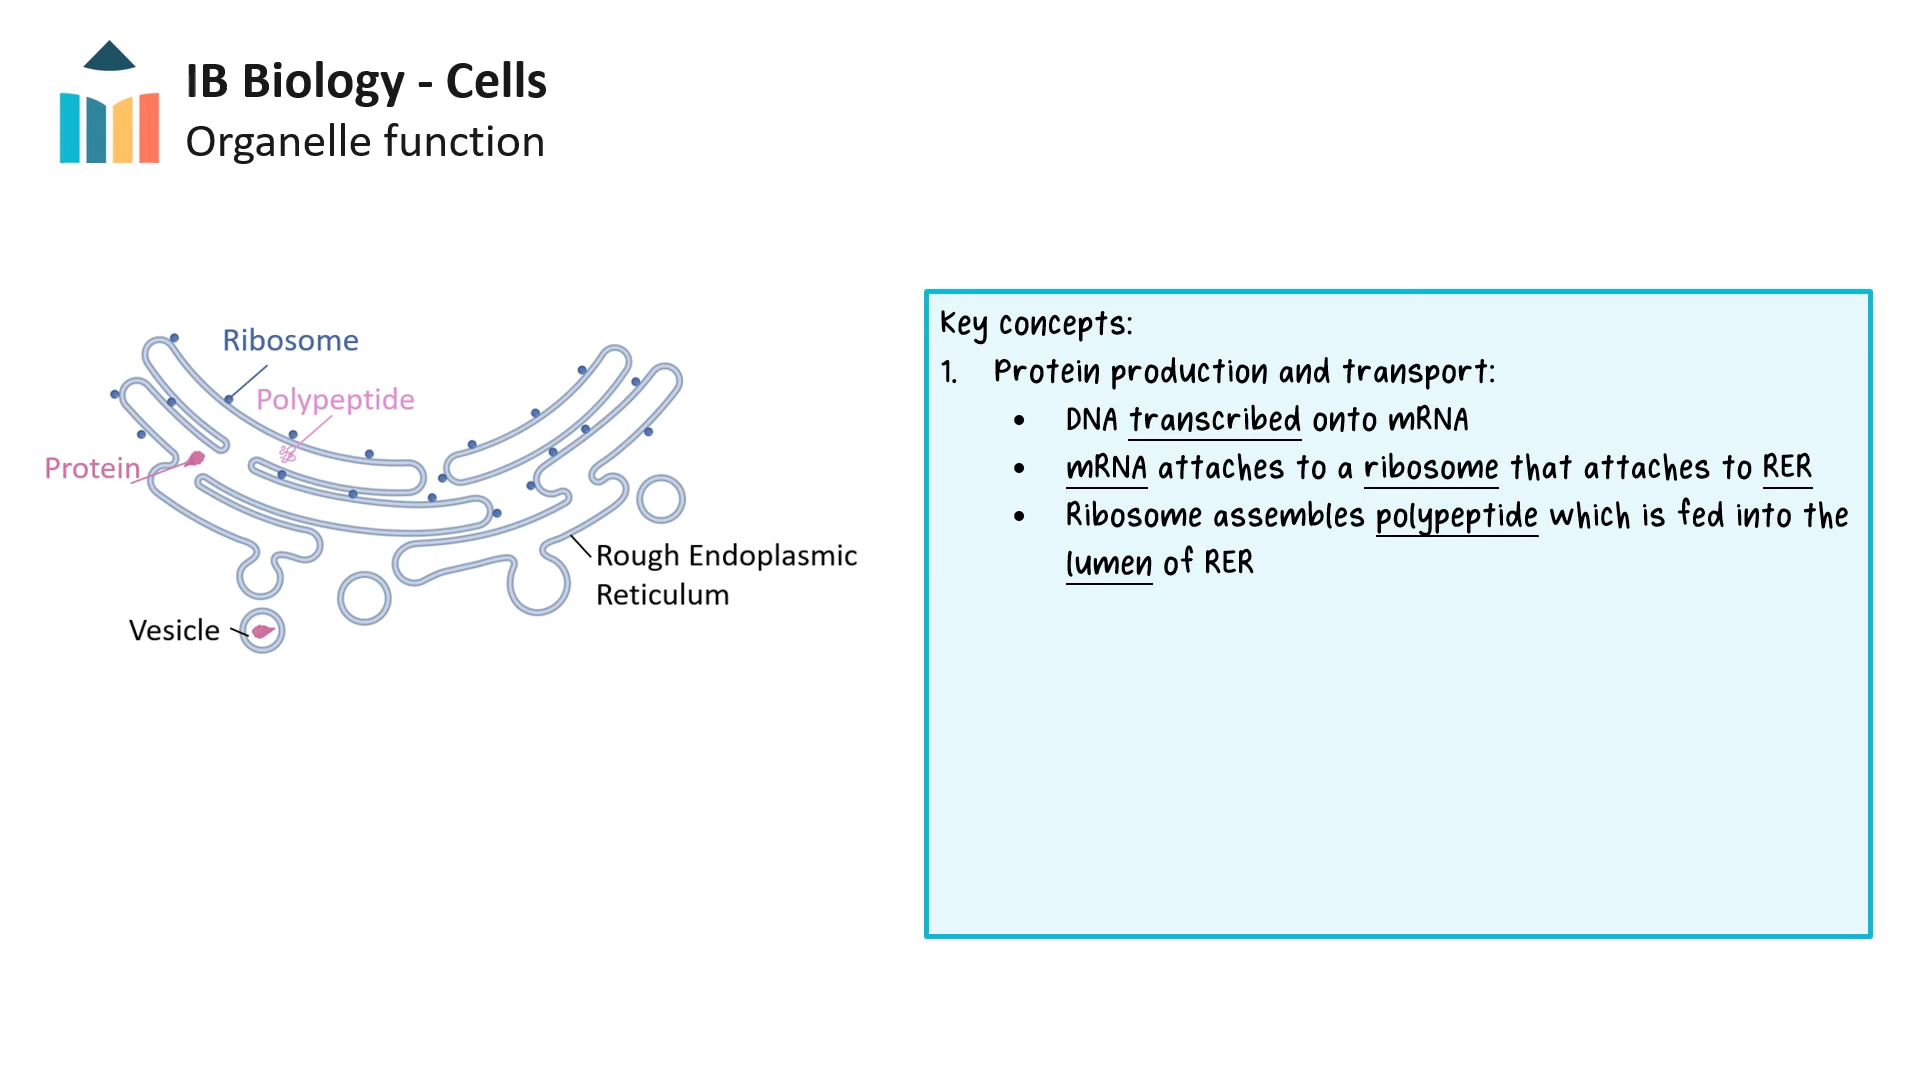 IB Biology - Cells
Organelle function
Ribosome
Polypeptide
Protein
Rough Endoplasmic
Reticulum
Vesicle
Key concepts:
1. Protein production and transport:
• DNA transcribed onto mRNA
• mRNA attaches to a ribosome that attaches to RER
• Ribosome assembles polypeptide which is fed into the
lumen of RER